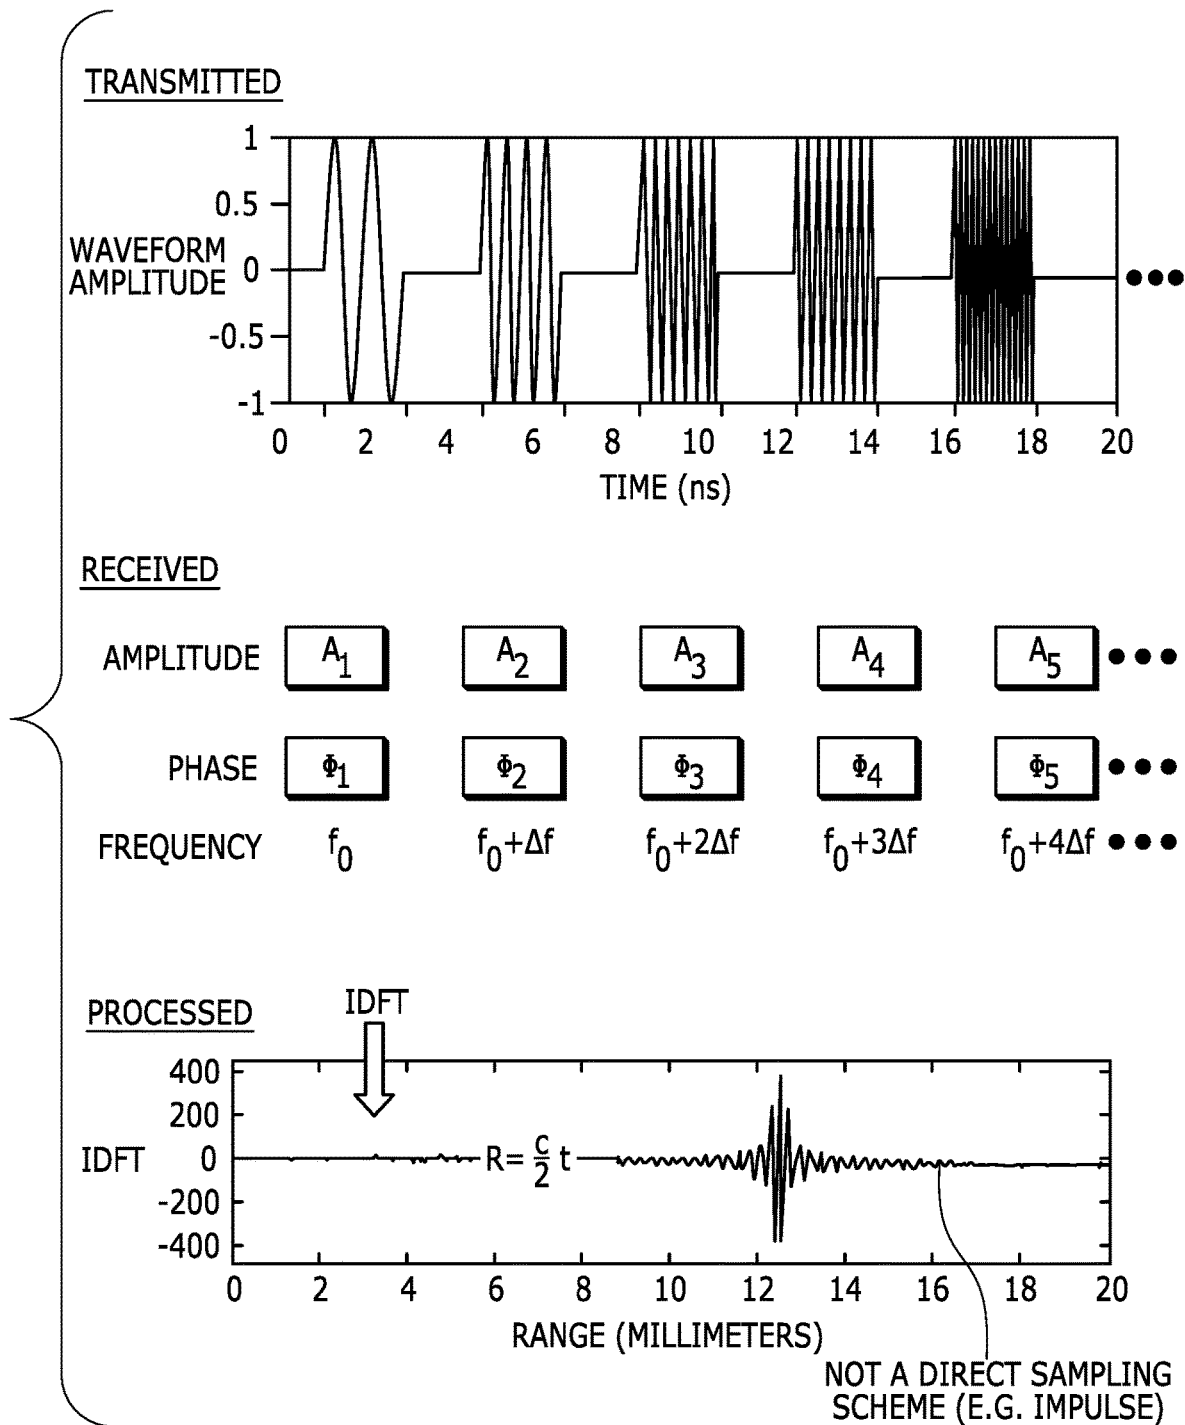 TRANSMITTED
1
0.5
WAVEFORM
AMPLITUDE
0
-0.5
-1
0 2 4 6 8 10 12 14 16 18 20
TIME (ns)
RECEIVED
AMPLITUDE A1 A2 A3 A4 A5
PHASE Φ1 Φ2 Φ3 Φ4 Φ5
FREQUENCY f0 f0+Δf f0+2Δf f0+3Δf f0+4Δf
PROCESSED
IDFT
400
200
IDFT 0
R= c/2 t
-200
-400
0 2 4 6 8 10 12 14 16 18 20
RANGE (MILLIMETERS)
NOT A DIRECT SAMPLING
SCHEME (E.G. IMPULSE)